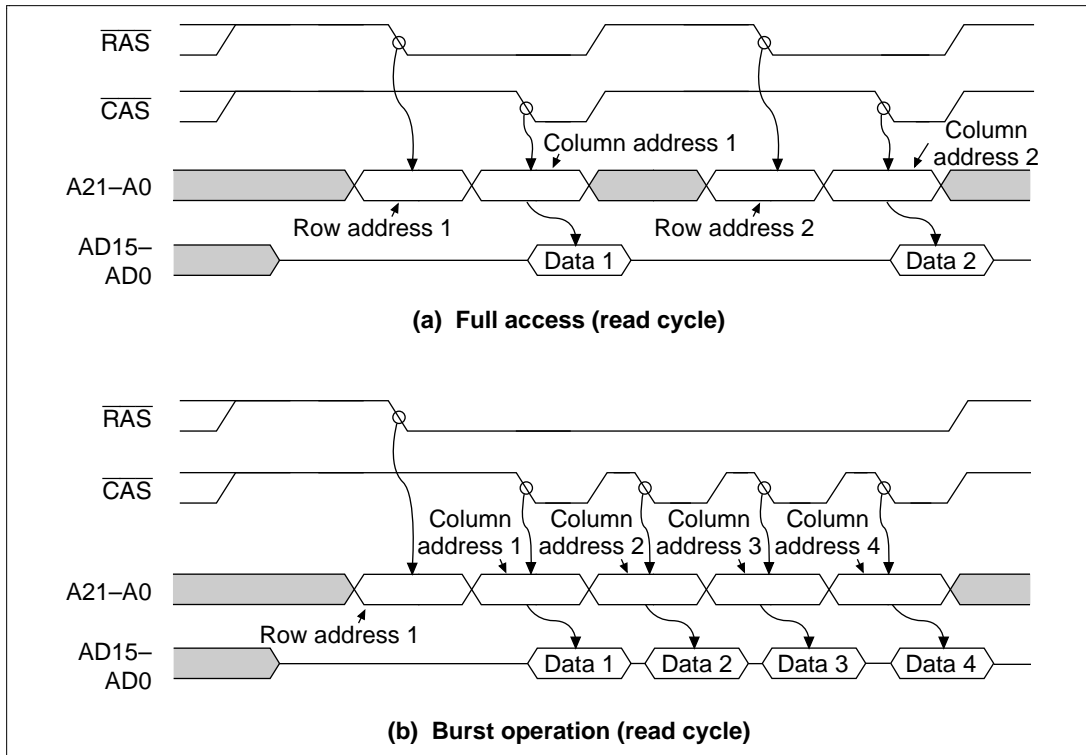 RAS
CAS
Column address 1
Column
address 2
A21–A0
Row address 1
Row address 2
AD15–
AD0
Data 1
Data 2
(a) Full access (read cycle)
RAS
CAS
Column
address 1
Column
address 2
Column
address 3
Column
address 4
A21–A0
Row address 1
AD15–
AD0
Data 1
Data 2
Data 3
Data 4
(b) Burst operation (read cycle)